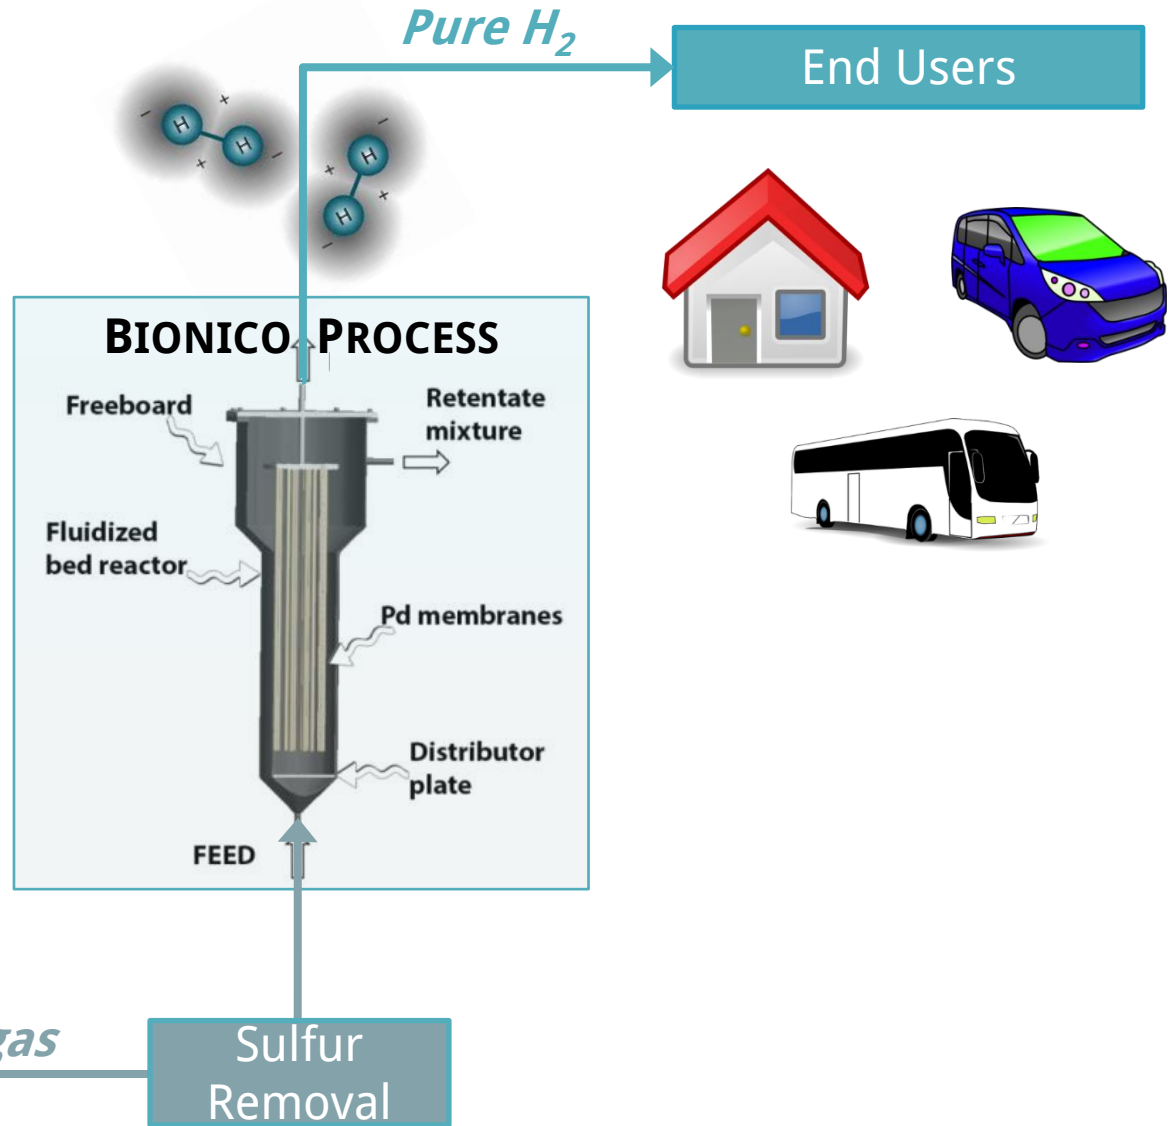 Pure H2
End Users
H
H
H
H
BIONICO PROCESS
Freeboard
Retentate
mixture
Fluidized
bed reactor
Pd membranes
Distributor
plate
FEED
gas
Sulfur
Removal